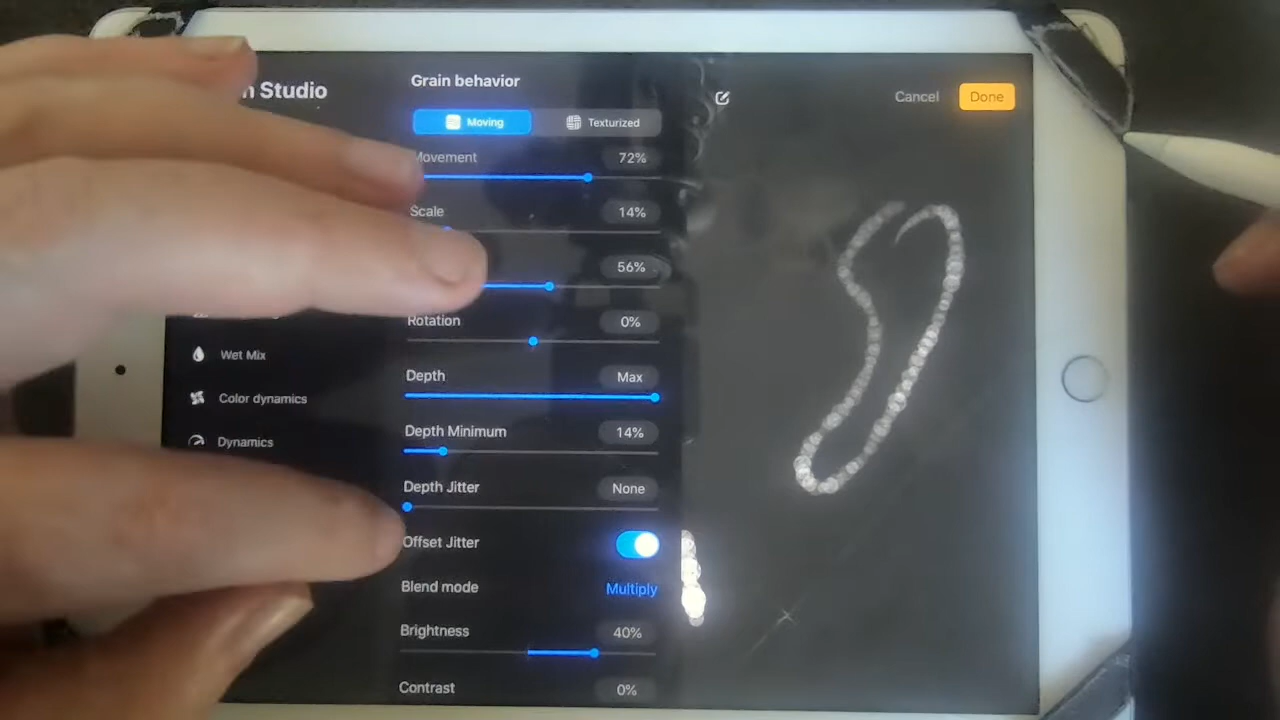 Studio
Wet Mix
Color dynamics
Dynamics
Grain behavior
Moving
Texturized
Movement 72%
Scale 14%
56%
Rotation 0%
Depth Max
Depth Minimum 14%
Depth Jitter None
Offset Jitter
Blend mode Multiply
Brightness 40%
Contrast 0%
Cancel
Done